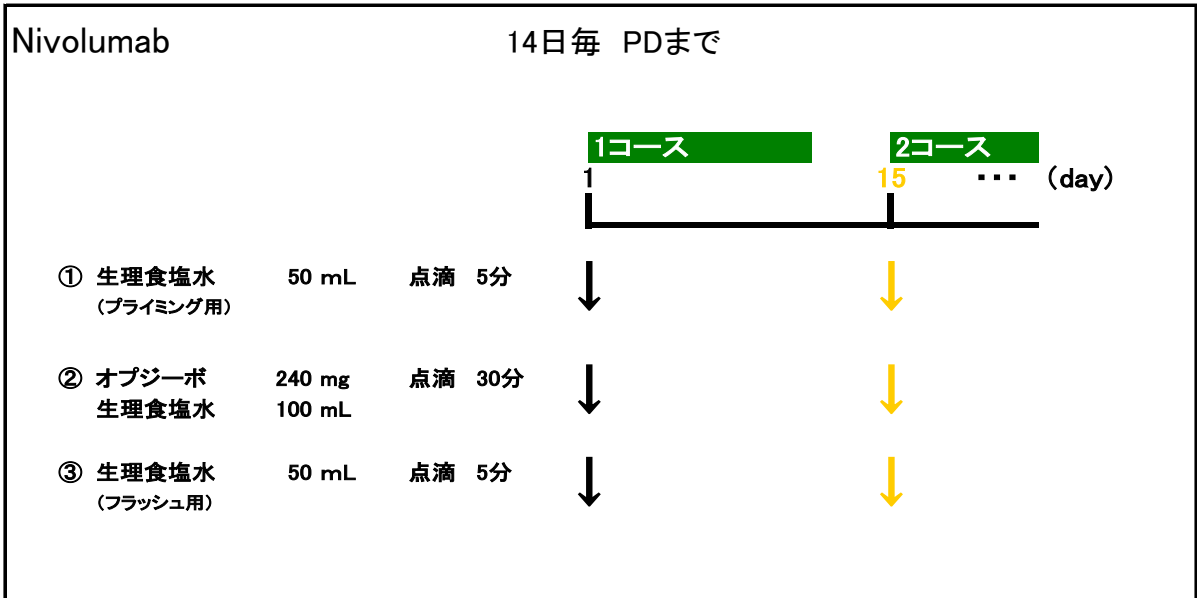 Nivolumab 14日毎 PDまで
1コース 2コース
1 15 ･･･ (day)
① 生理食塩水 50 mL 点滴 5分
(プライミング用)
② オプジーボ 240 mg 点滴 30分
生理食塩水 100 mL
③ 生理食塩水 50 mL 点滴 5分
(フラッシュ用)